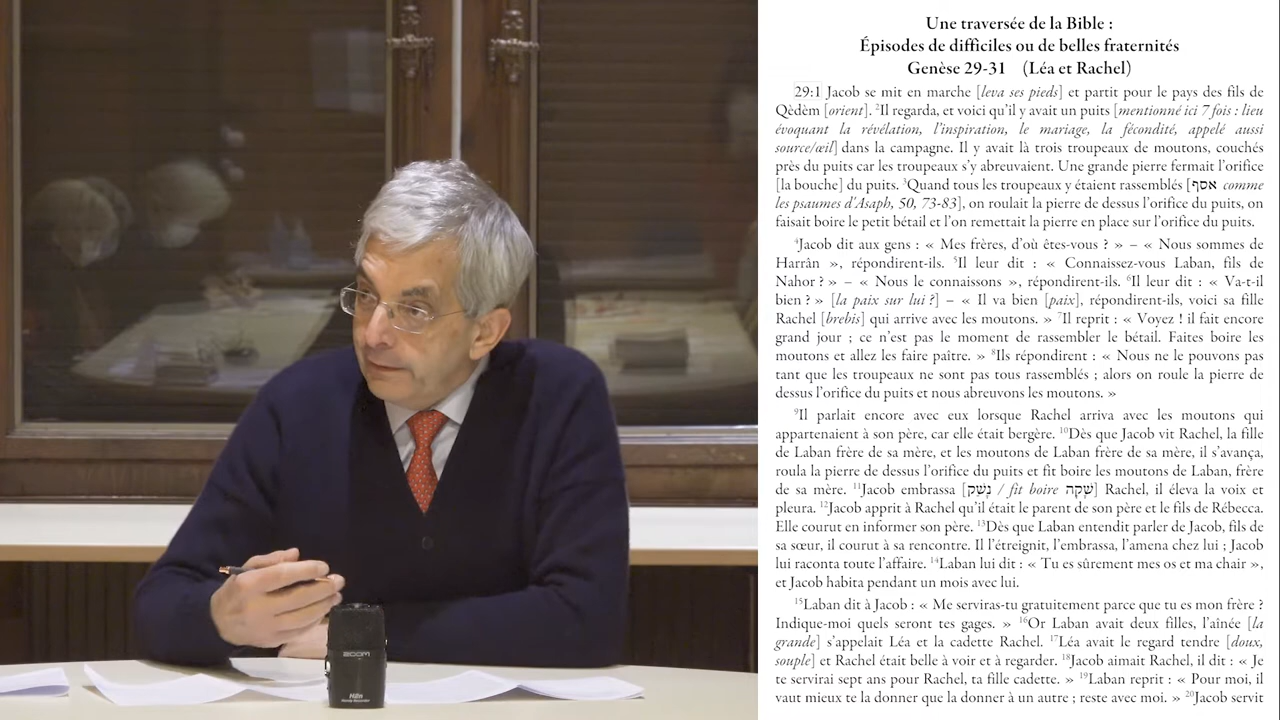 Une traversée de la Bible :
Épisodes de difficiles ou de belles fraternités
Genèse 29-31 (Léa et Rachel)
29:1 Jacob se mit en marche [leva ses pieds] et partit pour le pays des fils de
Qèdèm [orient]. ²Il regarda, et voici qu'il y avait un puits [mentionné ici 7 fois : lieu
évoquant la révélation, l'inspiration, le mariage, la fécondité, appelé aussi
source/œil] dans la campagne. Il y avait là trois troupeaux de moutons, couchés
près du puits car les troupeaux s'y abreuvaient. Une grande pierre fermait l'orifice
[la bouche] du puits. ³Quand tous les troupeaux y étaient rassemblés [אסף comme
les psaumes d'Asaph, 50, 73-83], on roulait la pierre de dessus l'orifice du puits, on
faisait boire le petit bétail et l'on remettait la pierre en place sur l'orifice du puits.
⁴Jacob dit aux gens : « Mes frères, d'où êtes-vous ? » – « Nous sommes de
Harrân », répondirent-ils. ⁵Il leur dit : « Connaissez-vous Laban, fils de
Nahor ? » – « Nous le connaissons », répondirent-ils. ⁶Il leur dit : « Va-t-il
bien ? » [la paix sur lui ?] – « Il va bien [paix], répondirent-ils, voici sa fille
Rachel [brebis] qui arrive avec les moutons. » ⁷Il reprit : « Voyez ! il fait encore
grand jour ; ce n'est pas le moment de rassembler le bétail. Faites boire les
moutons et allez les faire paître. » ⁸Ils répondirent : « Nous ne le pouvons pas
tant que les troupeaux ne sont pas tous rassemblés ; alors on roule la pierre de
dessus l'orifice du puits et nous abreuvons les moutons. »
⁹Il parlait encore avec eux lorsque Rachel arriva avec les moutons qui
appartenaient à son père, car elle était bergère. ¹⁰Dès que Jacob vit Rachel, la fille
de Laban frère de sa mère, et les moutons de Laban frère de sa mère, il s'avança,
roula la pierre de dessus l'orifice du puits et fit boire les moutons de Laban, frère
de sa mère. ¹¹Jacob embrassa [נָשַׁק / fit boire שָׁקָה] Rachel, il éleva la voix et
pleura. ¹²Jacob apprit à Rachel qu'il était le parent de son père et le fils de Rébecca.
Elle courut en informer son père. ¹³Dès que Laban entendit parler de Jacob, fils de
sa sœur, il courut à sa rencontre. Il l'étreignit, l'embrassa, l'amena chez lui ; Jacob
lui raconta toute l'affaire. ¹⁴Laban lui dit : « Tu es sûrement mes os et ma chair »,
et Jacob habita pendant un mois avec lui.
¹⁵Laban dit à Jacob : « Me serviras-tu gratuitement parce que tu es mon frère ?
Indique-moi quels seront tes gages. » ¹⁶Or Laban avait deux filles, l'aînée [la
grande] s'appelait Léa et la cadette Rachel. ¹⁷Léa avait le regard tendre [doux,
souple] et Rachel était belle à voir et à regarder. ¹⁸Jacob aimait Rachel, il dit : « Je
te servirai sept ans pour Rachel, ta fille cadette. » ¹⁹Laban reprit : « Pour moi, il
vaut mieux te la donner que la donner à un autre ; reste avec moi. » ²⁰Jacob servit
zoom
H1n
Handy Recorder